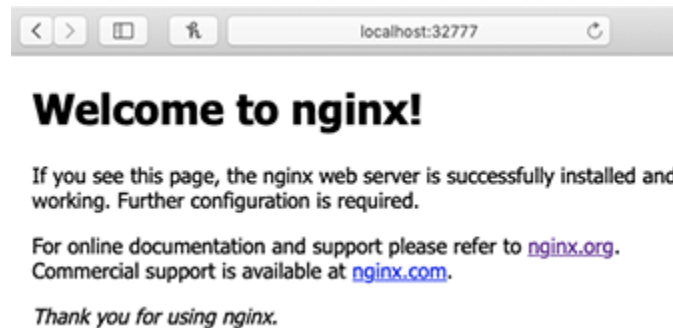 localhost:32777
Welcome to nginx!
If you see this page, the nginx web server is successfully installed and
working. Further configuration is required.
For online documentation and support please refer to nginx.org.
Commercial support is available at nginx.com.
Thank you for using nginx.